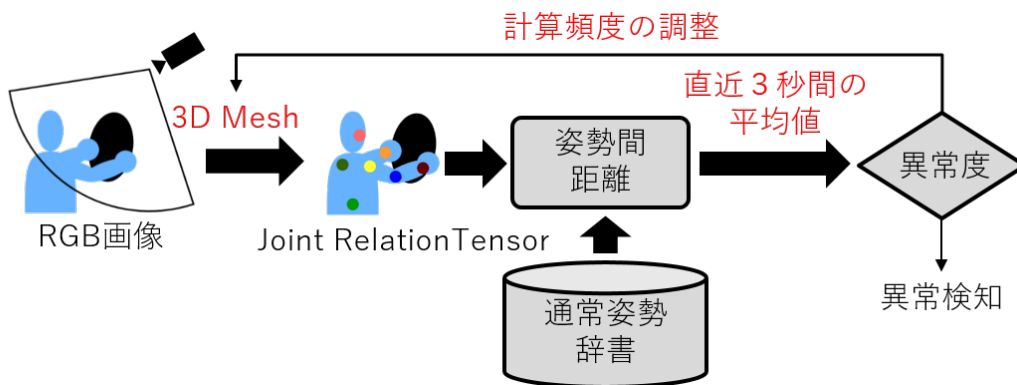 計算頻度の調整
3D Mesh
直近３秒間の
平均値
姿勢間
距離
異常度
RGB画像
Joint RelationTensor
通常姿勢
辞書
異常検知